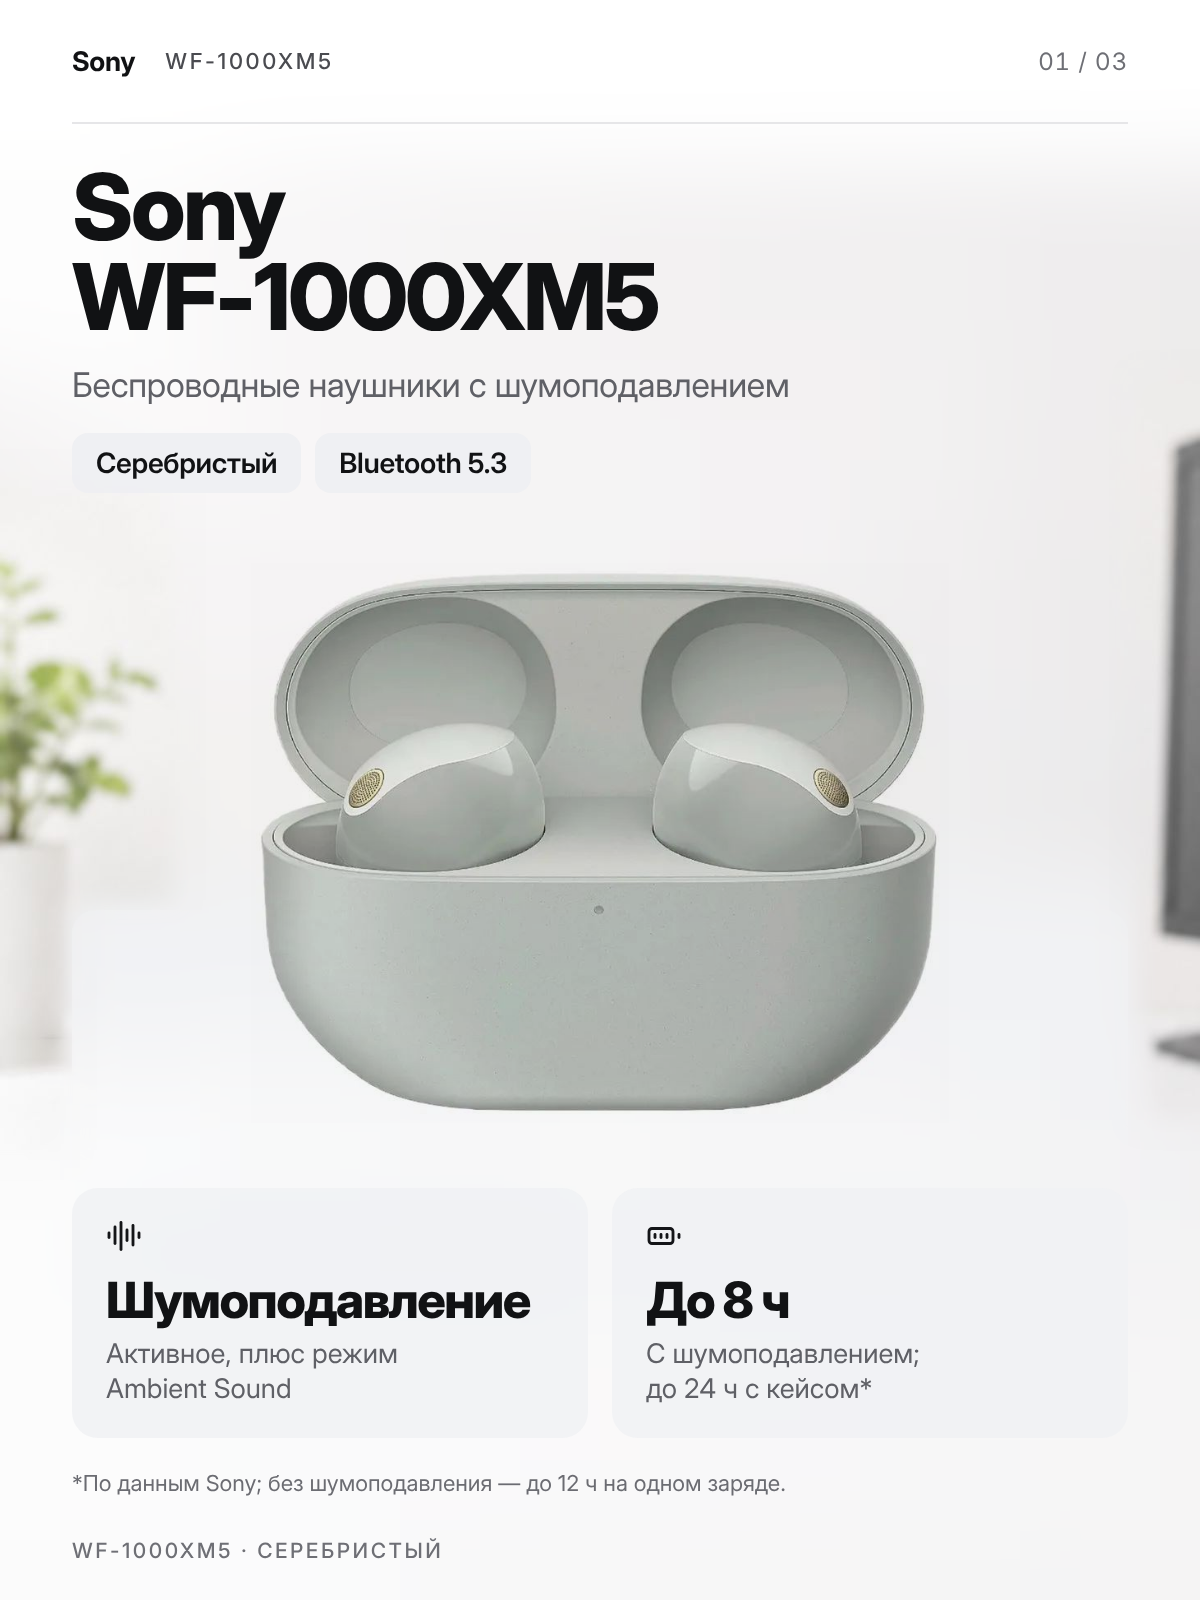 Sony WF-1000XM5 01 / 03
Sony
WF-1000XM5
Беспроводные наушники с шумоподавлением
Серебристый Bluetooth 5.3
Шумоподавление
Активное, плюс режим
Ambient Sound
До 8 ч
С шумоподавлением;
до 24 ч с кейсом*
*По данным Sony; без шумоподавления — до 12 ч на одном заряде.
WF-1000XM5 · СЕРЕБРИСТЫЙ